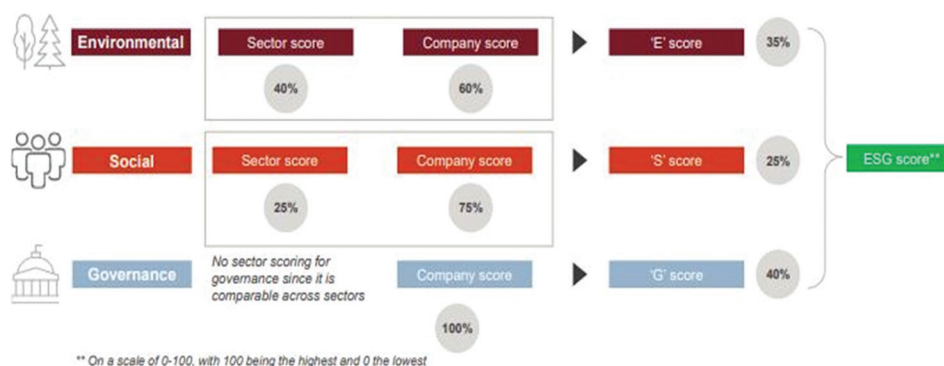 Environmental Sector score Company score 'E' score 35%
40% 60%
Social Sector score Company score 'S' score 25% ESG score**
25% 75%
Governance No sector scoring for governance since it is comparable across sectors Company score 'G' score 40%
100%
** On a scale of 0-100, with 100 being the highest and 0 the lowest